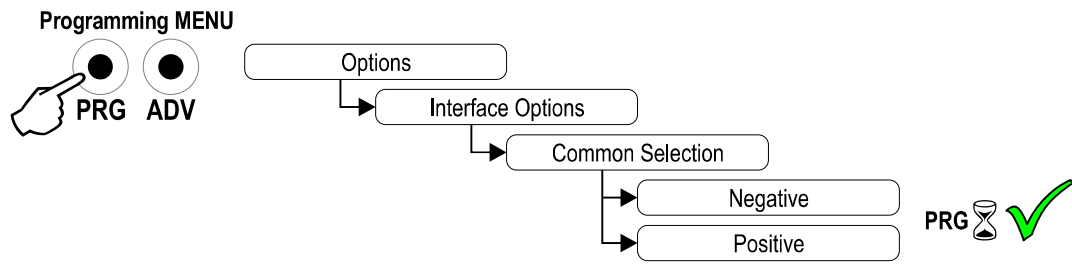 Programming MENU
PRG ADV
Options
Interface Options
Common Selection
Negative
Positive
PRG